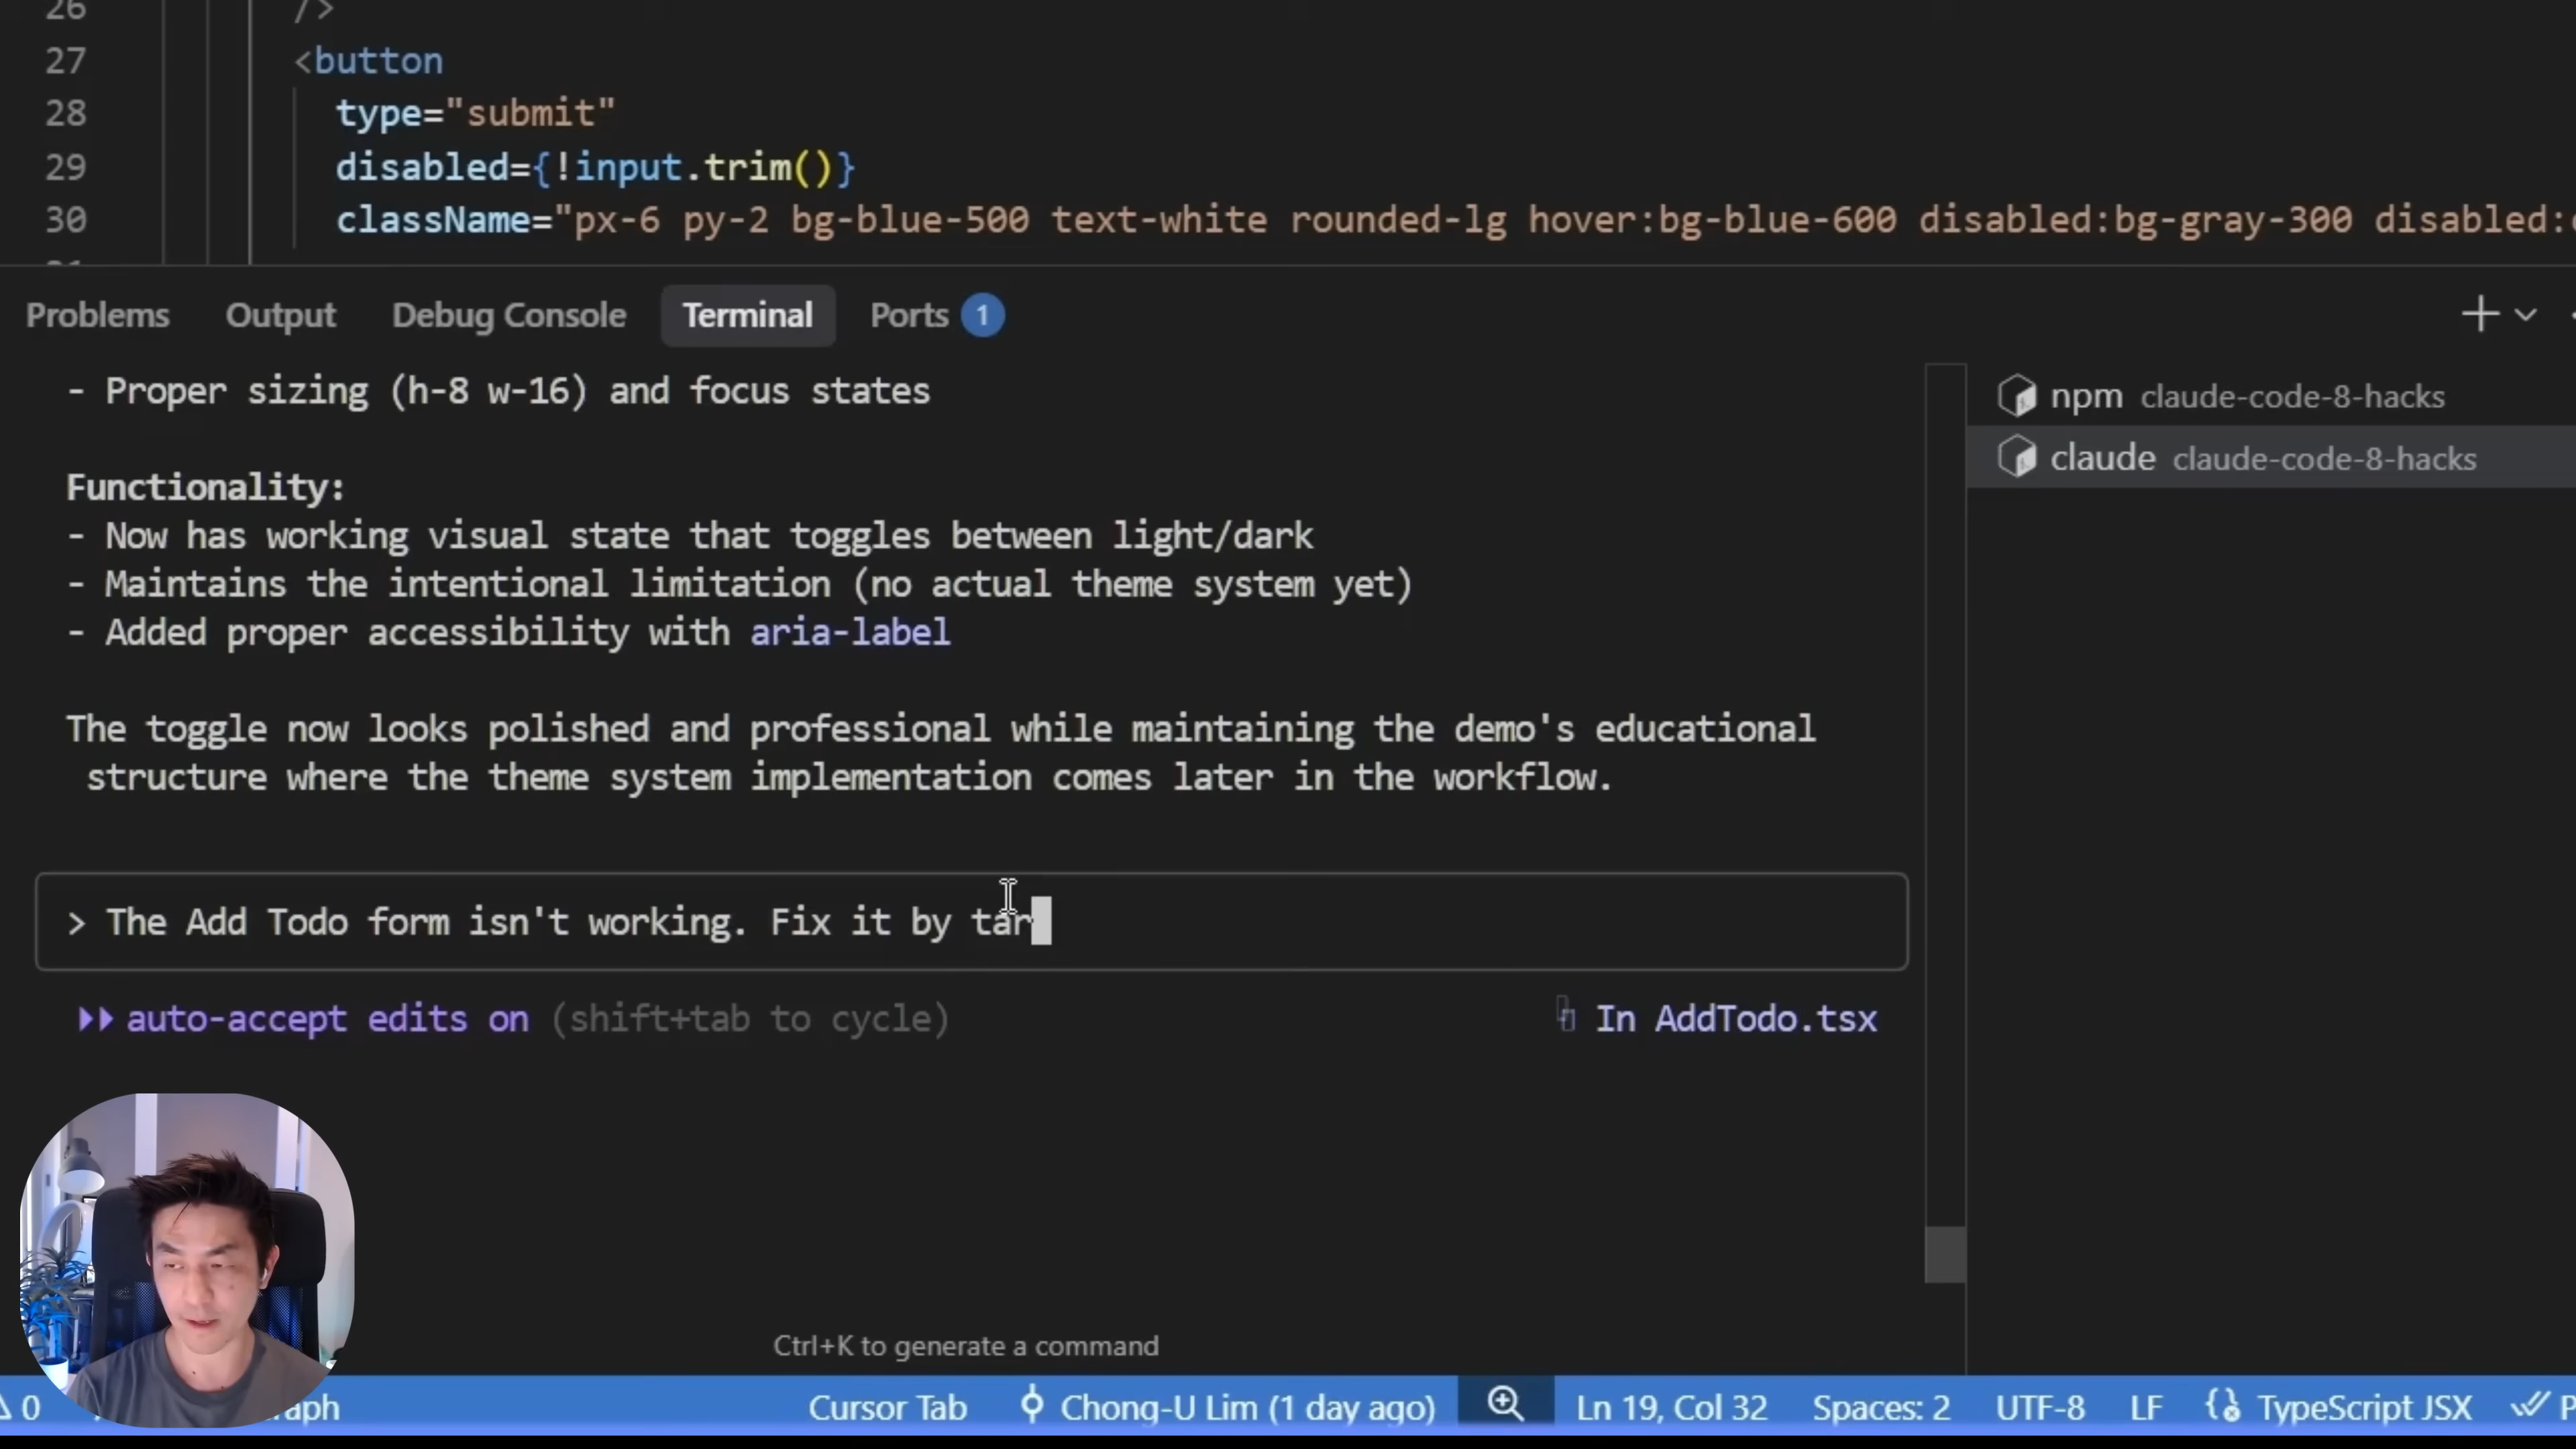 26 />
27 <button
28 type="submit"
29 disabled={!input.trim()}
30 className="px-6 py-2 bg-blue-500 text-white rounded-lg hover:bg-blue-600 disabled:bg-gray-300 disabled:
Problems Output Debug Console Terminal Ports 1
- Proper sizing (h-8 w-16) and focus states
npm claude-code-8-hacks
claude claude-code-8-hacks
Functionality:
- Now has working visual state that toggles between light/dark
- Maintains the intentional limitation (no actual theme system yet)
- Added proper accessibility with aria-label
The toggle now looks polished and professional while maintaining the demo's educational
structure where the theme system implementation comes later in the workflow.
> The Add Todo form isn't working. Fix it by tar
auto-accept edits on (shift+tab to cycle) In AddTodo.tsx
Ctrl+K to generate a command
0 Cursor Tab Chong-U Lim (1 day ago) Ln 19, Col 32 Spaces: 2 UTF-8 LF TypeScript JSX